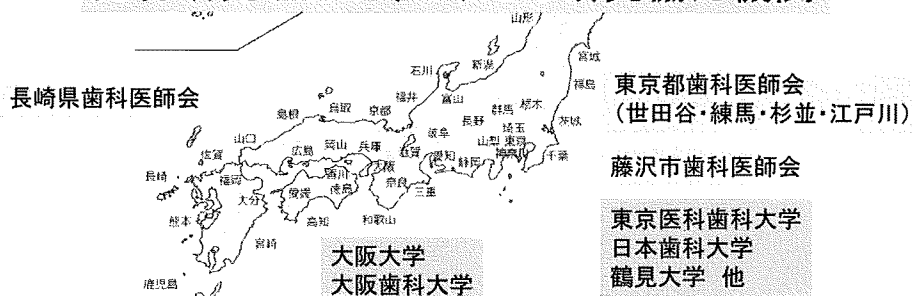 山形
宮城
新潟
福島
石川
富山
福井
群馬
栃木
長野
茨城
埼玉
岐阜
山梨
東京
神奈川
千葉
静岡
愛知
滋賀
三重
京都
鳥取
島根
岡山
兵庫
大阪
奈良
和歌山
広島
山口
香川
徳島
愛媛
高知
福岡
佐賀
長崎
大分
熊本
宮崎
鹿児島
長崎県歯科医師会
東京都歯科医師会
(世田谷・練馬・杉並・江戸川)
藤沢市歯科医師会
東京医科歯科大学
日本歯科大学
鶴見大学 他
大阪大学
大阪歯科大学